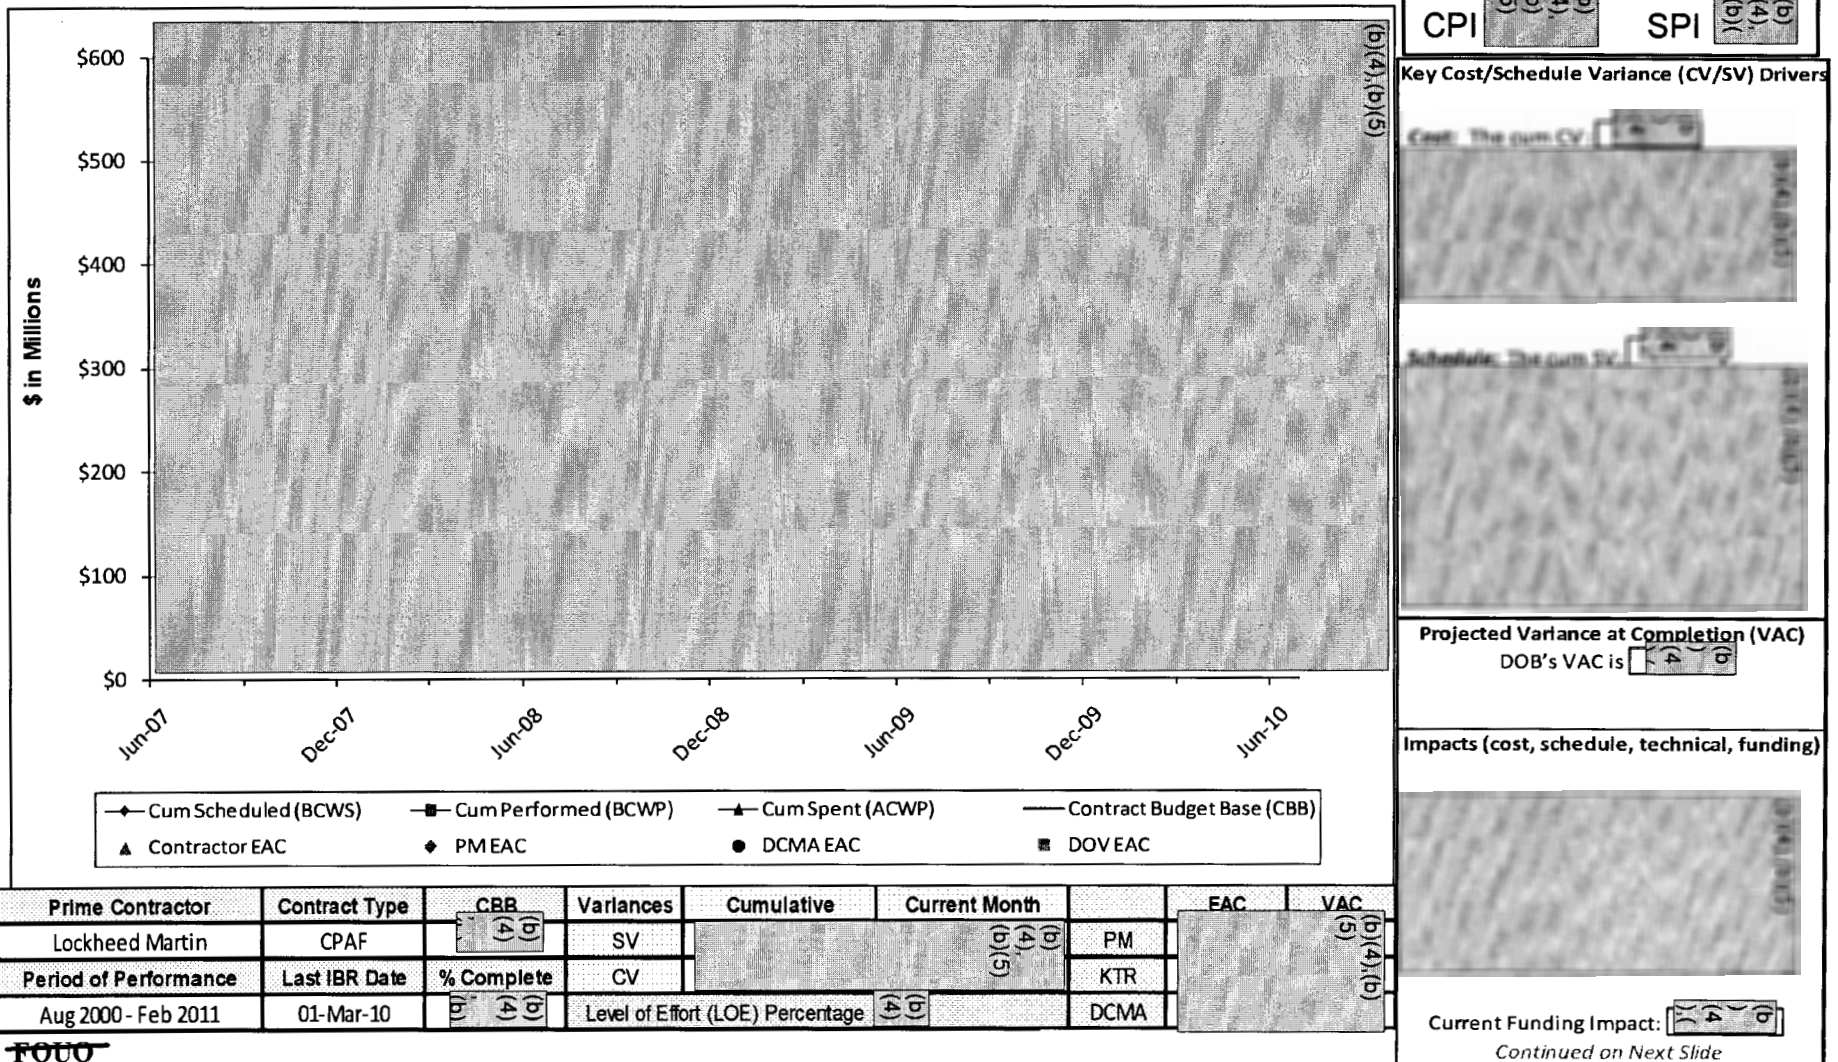 CPI (b)(4), (b)( SPI (b)(4), (b)(
$600
$500
$400
$300
$200
$100
$0
$ in Millions
(b)(4),(b)(5)
Jun-07 Dec-07 Jun-08 Dec-08 Jun-09 Dec-09 Jun-10
Cum Scheduled (BCWS) Cum Performed (BCWP) Cum Spent (ACWP) Contract Budget Base (CBB)
Contractor EAC PM EAC DCMA EAC DOV EAC
Key Cost/Schedule Variance (CV/SV) Drivers
Cost: The cum CV
Schedule: The cum SV
Projected Variance at Completion (VAC)
DOB's VAC is
Impacts (cost, schedule, technical, funding)
Current Funding Impact:
Continued on Next Slide
Prime Contractor Contract Type CBB Variances Cumulative Current Month EAC VAC
Lockheed Martin CPAF (b)(4) SV (b)(4), (b)(5) PM (b)(4),(b)(5)
Period of Performance Last IBR Date % Complete CV KTR
Aug 2000 - Feb 2011 01-Mar-10 Level of Effort (LOE) Percentage (b)(4) DCMA
FOUO